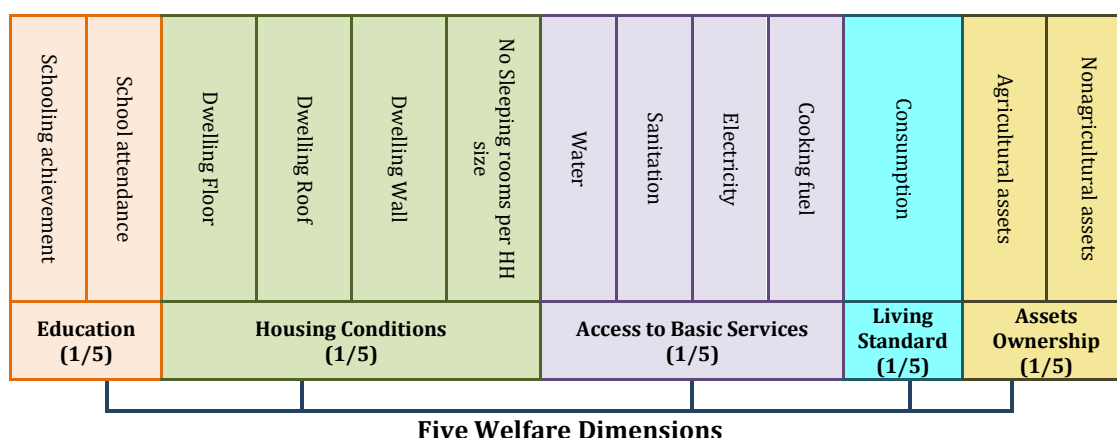 Schooling achievement
School attendance
Dwelling Floor
Dwelling Roof
Dwelling Wall
No Sleeping rooms per HH
size
Water
Sanitation
Electricity
Cooking fuel
Consumption
Agricultural assets
Nonagricultural assets
Education
(1/5)
Housing Conditions
(1/5)
Access to Basic Services
(1/5)
Living
Standard
(1/5)
Assets
Ownership
(1/5)
Five Welfare Dimensions